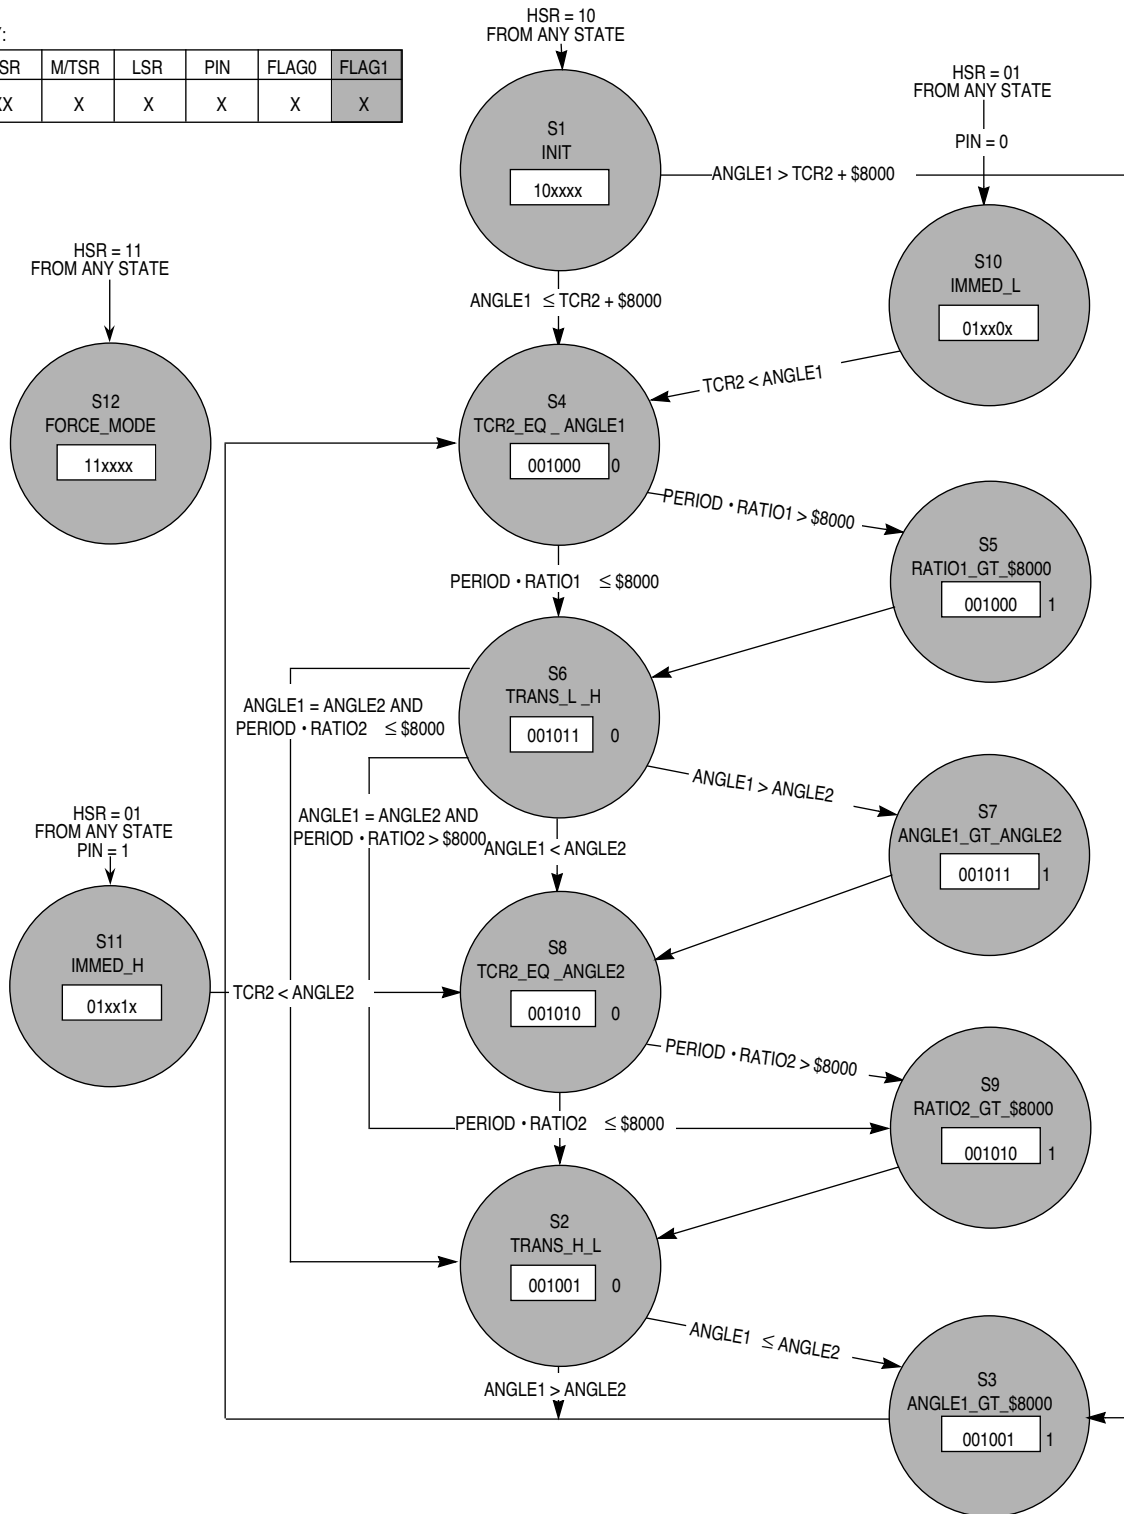 HSR = 10
FROM ANY STATE
Y:
SR M/TSR LSR PIN FLAG0 FLAG1
XX X X X X X
HSR = 01
FROM ANY STATE
PIN = 0
S1
INIT
10xxxx
ANGLE1 > TCR2 + $8000
HSR = 11
FROM ANY STATE
S10
IMMED_L
01xx0x
ANGLE1 ≤ TCR2 + $8000
TCR2 < ANGLE1
S12
FORCE_MODE
11xxxx
S4
TCR2_EQ _ ANGLE1
001000 0
PERIOD • RATIO1 > $8000
S5
RATIO1_GT_$8000
001000 1
PERIOD • RATIO1 ≤ $8000
S6
TRANS_L _H
001011 0
ANGLE1 = ANGLE2 AND
PERIOD • RATIO2 ≤ $8000
ANGLE1 > ANGLE2
HSR = 01
FROM ANY STATE
PIN = 1
ANGLE1 = ANGLE2 AND
PERIOD • RATIO2 > $8000
ANGLE1 < ANGLE2
S7
ANGLE1_GT_ANGLE2
001011 1
S11
IMMED_H
01xx1x
TCR2 < ANGLE2
S8
TCR2_EQ _ANGLE2
001010 0
PERIOD • RATIO2 > $8000
S9
RATIO2_GT_$8000
001010 1
PERIOD • RATIO2 ≤ $8000
S2
TRANS_H_L
001001 0
ANGLE1 ≤ ANGLE2
ANGLE1 > ANGLE2
S3
ANGLE1_GT_$8000
001001 1